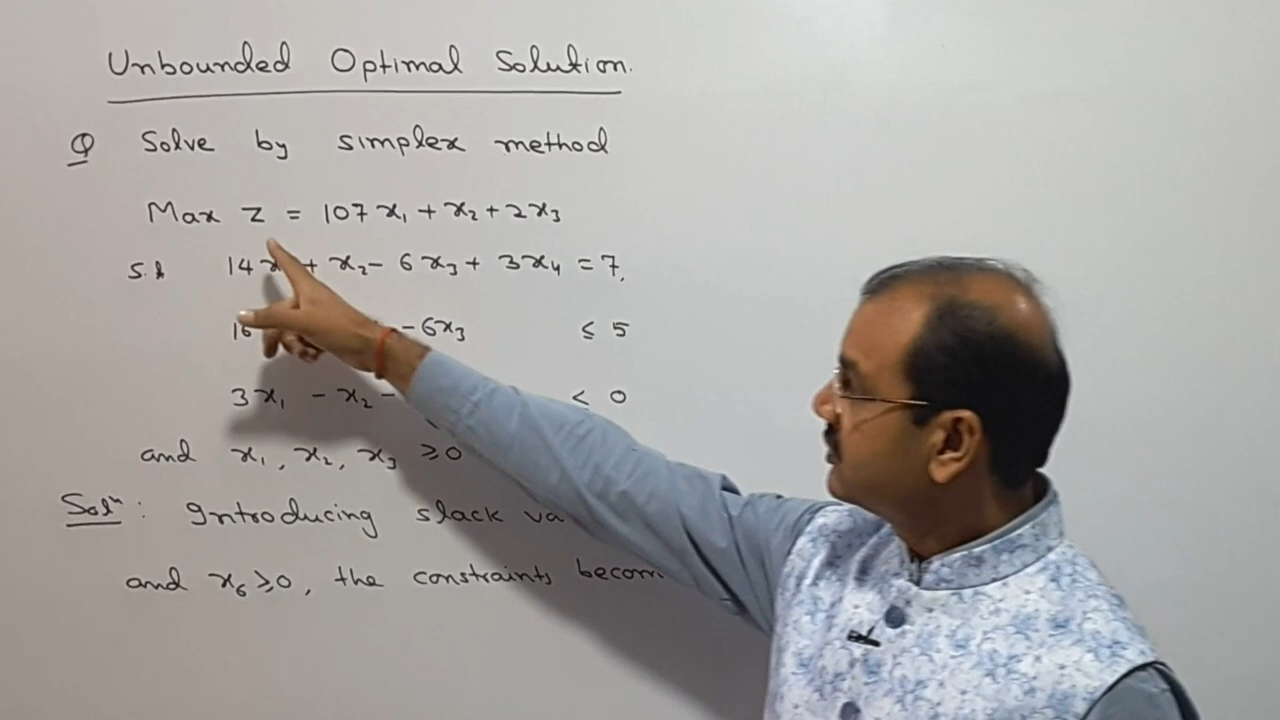 Unbounded Optimal Solution.
Q Solve by simplex method
Max Z = 107x₁ + x₂ + 2x₃
S.t 14x + x₂ - 6x₃ + 3x₄ = 7,
16 - 6x₃ ≤ 5
3x₁ - x₂ - < 0
and x₁, x₂, x₃ ≥ 0
Solⁿ: Introducing slack
and x₆ ≥ 0, the constraints